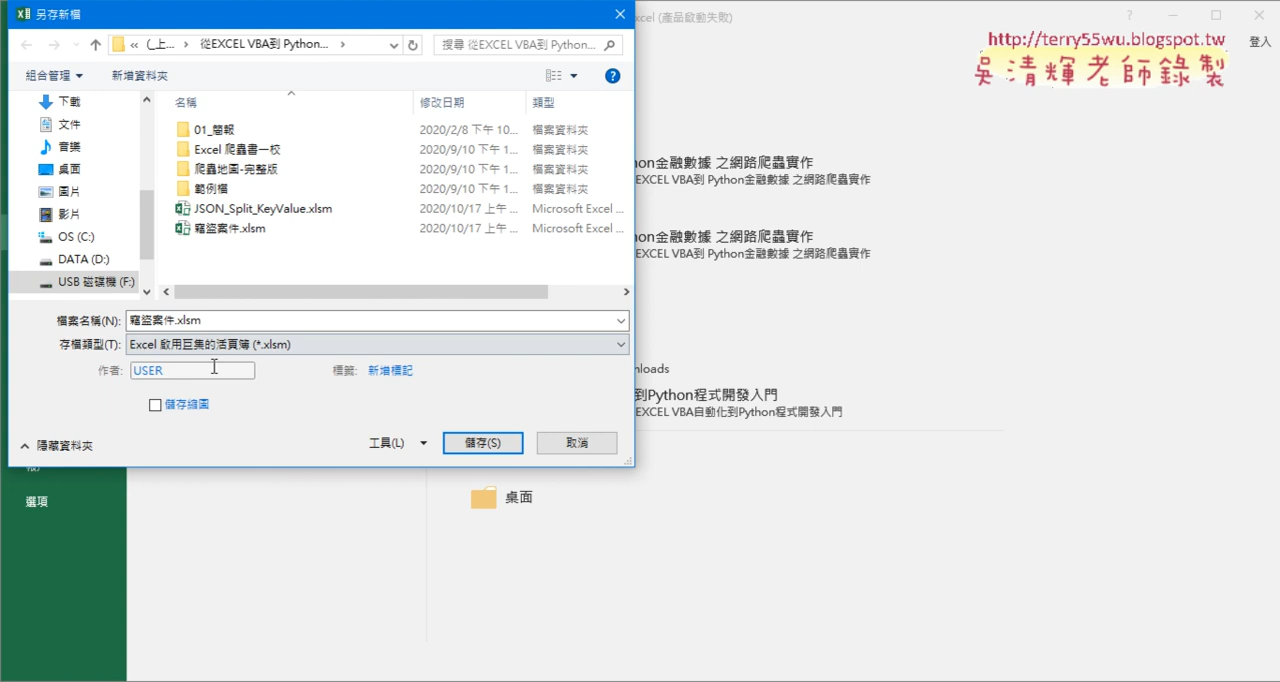 另存新檔
xcel (產品啟動失敗)
?
http://terry55wu.blogspot.tw
登入
吳清輝老師錄製
« (上... › 從EXCEL VBA到 Python... ›
搜尋 從EXCEL VBA到 Python...
組合管理
新增資料夾
?
下載
文件
音樂
桌面
圖片
影片
OS (C:)
DATA (D:)
USB 磁碟機 (F:)
名稱 修改日期 類型
01_簡報 2020/2/8 下午 10... 檔案資料夾
Excel 爬蟲書一校 2020/9/10 下午 1... 檔案資料夾
爬蟲地圖-完整版 2020/9/10 下午 1... 檔案資料夾
範例檔 2020/9/10 下午 1... 檔案資料夾
JSON_Split_KeyValue.xlsm 2020/10/17 上午 ... Microsoft Excel ...
竊盜案件.xlsm 2020/10/17 上午 ... Microsoft Excel ...
檔案名稱(N): 竊盜案件.xlsm
存檔類型(T): Excel 啟用巨集的活頁簿 (*.xlsm)
作者: USER
標籤: 新增標記
儲存縮圖
隱藏資料夾
工具(L)
儲存(S)
取消
hon金融數據 之網路爬蟲實作
EXCEL VBA到 Python金融數據 之網路爬蟲實作
hon金融數據 之網路爬蟲實作
EXCEL VBA到 Python金融數據 之網路爬蟲實作
nloads
到Python程式開發入門
EXCEL VBA自動化到Python程式開發入門
選項
桌面